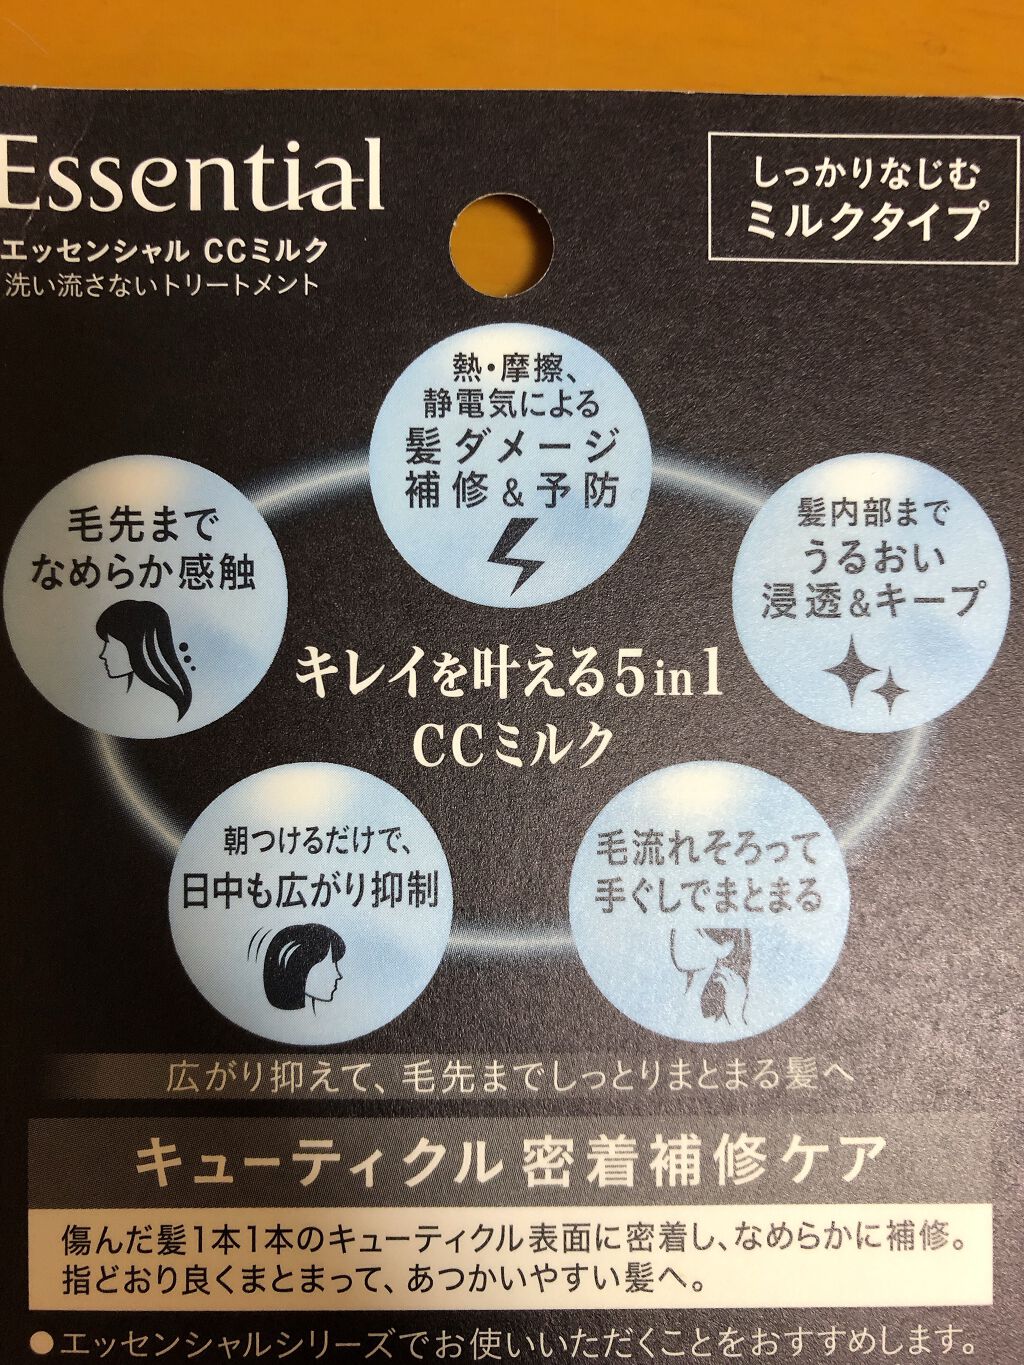 Essential
エッセンシャル CCミルク
洗い流さないトリートメント
しっかりなじむ
ミルクタイプ
熱・摩擦、
静電気による
髪ダメージ
補修&予防
毛先まで
なめらか感触
髪内部まで
うるおい
浸透&キープ
キレイを叶える5in1
CCミルク
朝つけるだけで、
日中も広がり抑制
毛流れそろって
手ぐしでまとまる
広がり抑えて、毛先までしっとりまとまる髪へ
キューティクル 密着補修ケア
傷んだ髪1本1本のキューティクル表面に密着し、なめらかに補修。
指どおり良くまとまって、あつかいやすい髪へ。
●エッセンシャルシリーズでお使いいただくことをおすすめします。